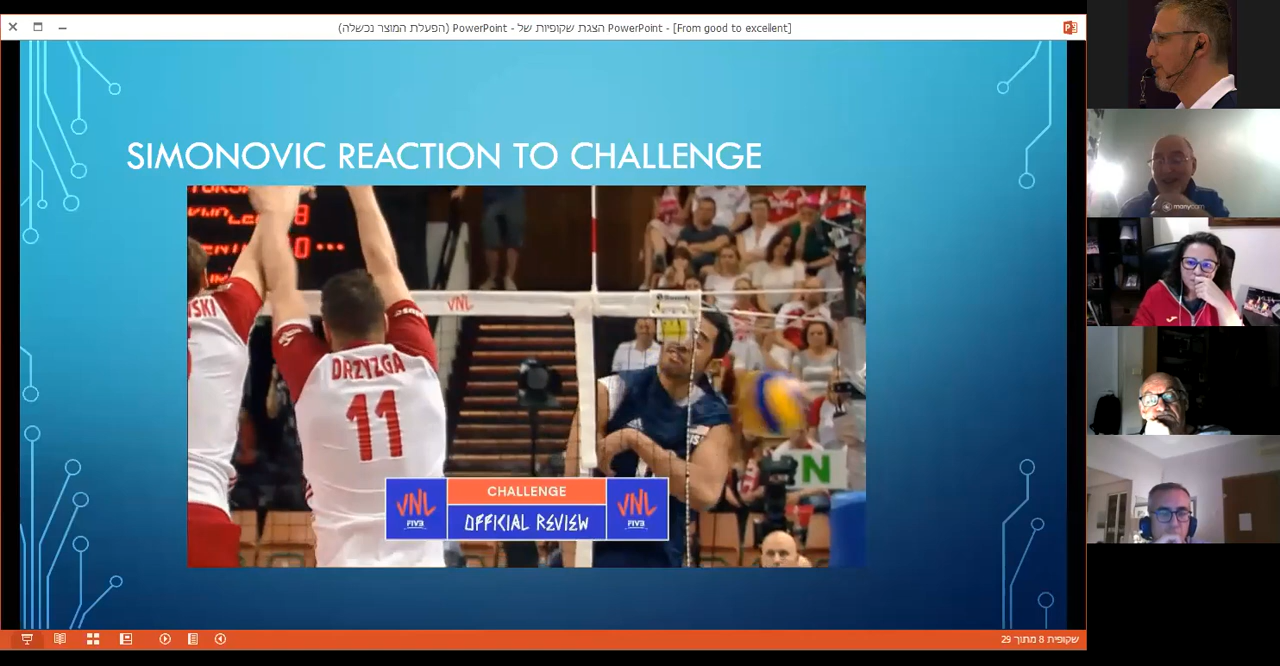 הצגת שקופיות של PowerPoint - [From good to excellent] - PowerPoint (הפעלת המוצר נכשלה)
SIMONOVIC REACTION TO CHALLENGE
VNL
DRZYZGA
11
CHALLENGE
OFFICIAL REVIEW
VNL
FIVB
VNL
FIVB
N
שקופית 8 מתוך 29